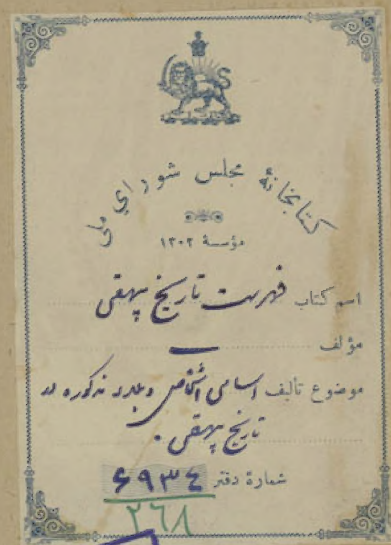 کتابخانهٔ مجلس شورای ملی
مؤسسهٔ ۱۳۰۲
اسم کتاب فهرست تاریخ بیهقی
مؤلف
موضوع تألیف اسامی اشخاص و بلاد مذکوره در
تاریخ بیهقی .
شمارهٔ دفتر ۶۹۳۴
۲۶۸